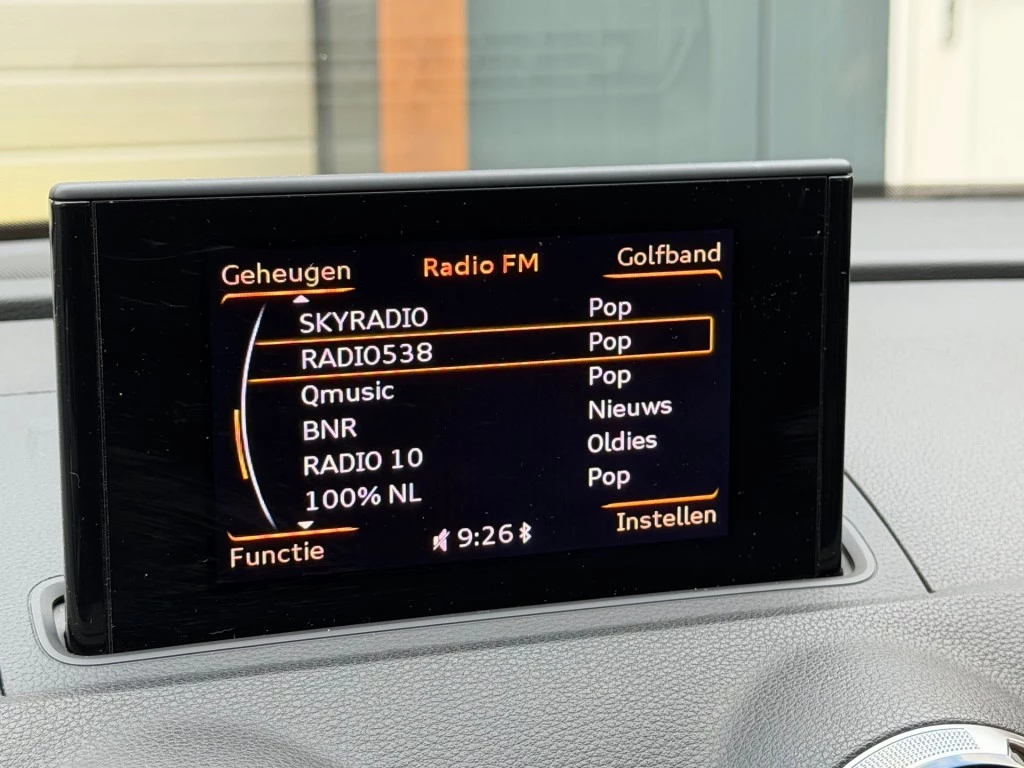 Geheugen Radio FM Golfband
SKYRADIO Pop
RADIO538 Pop
Qmusic Pop
BNR Nieuws
RADIO 10 Oldies
100% NL Pop
Functie 9:26 Instellen